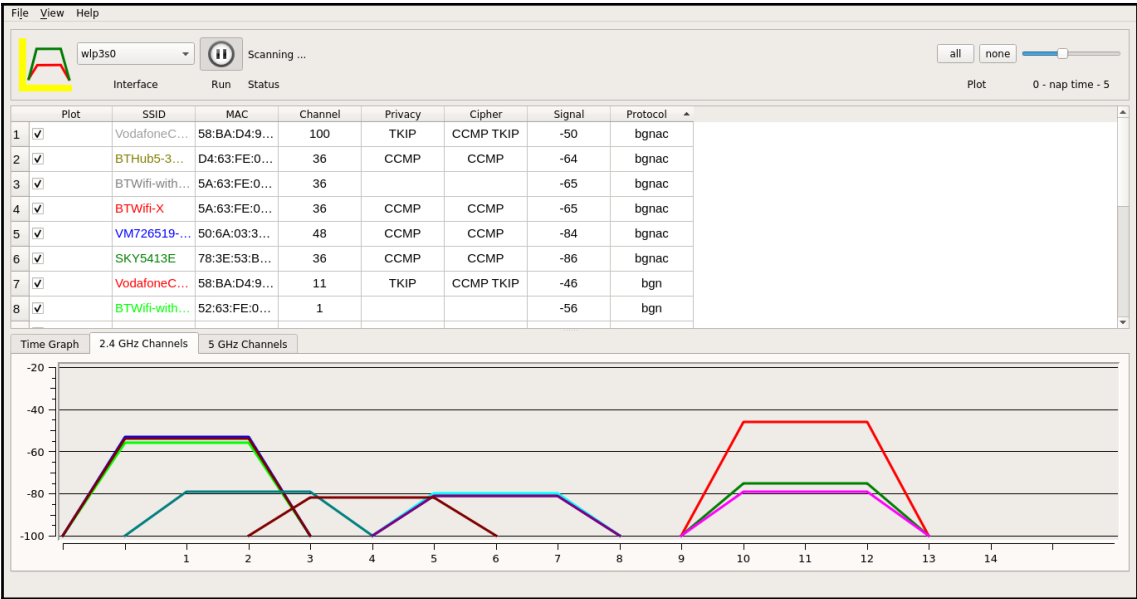 File View Help
wlp3s0 Scanning ... all none
Interface Run Status Plot 0 - nap time - 5
Plot SSID MAC Channel Privacy Cipher Signal Protocol
1 VodafoneC... 58:BA:D4:9... 100 TKIP CCMP TKIP -50 bgnac
2 BTHub5-3... D4:63:FE:0... 36 CCMP CCMP -64 bgnac
3 BTWifi-with... 5A:63:FE:0... 36 -65 bgnac
4 BTWifi-X 5A:63:FE:0... 36 CCMP CCMP -65 bgnac
5 VM726519-... 50:6A:03:3... 48 CCMP CCMP -84 bgnac
6 SKY5413E 78:3E:53:B... 36 CCMP CCMP -86 bgnac
7 VodafoneC... 58:BA:D4:9... 11 TKIP CCMP TKIP -46 bgn
8 BTWifi-with... 52:63:FE:0... 1 -56 bgn
Time Graph 2.4 GHz Channels 5 GHz Channels
-20
-40
-60
-80
-100
1 2 3 4 5 6 7 8 9 10 11 12 13 14